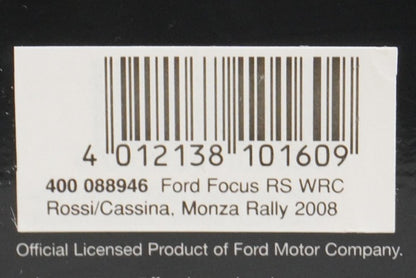 4 012138 101609
400 088946 Ford Focus RS WRC
Rossi/Cassina, Monza Rally 2008
Official Licensed Product of Ford Motor Company.